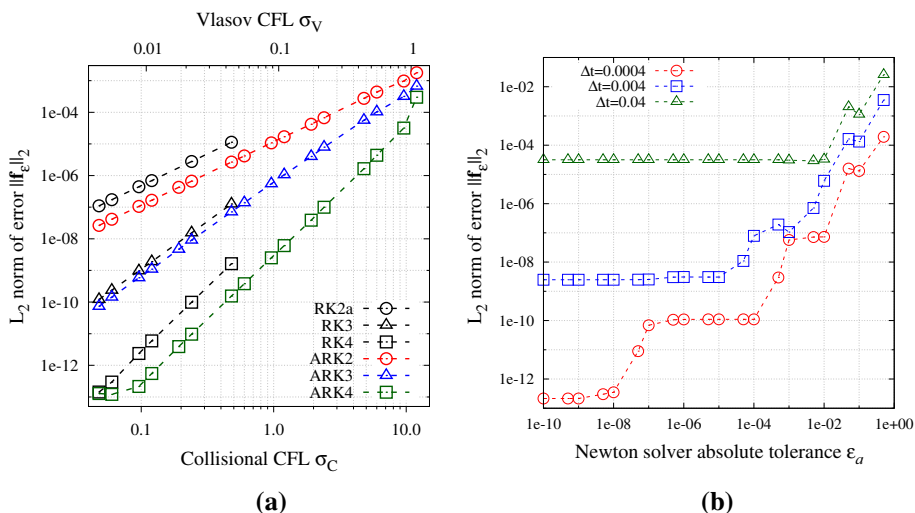 Vlasov CFL σ_V
0.01 0.1 1
1e-04
1e-06
1e-08
1e-10
1e-12
L₂ norm of error ||f_ε||₂
RK2a
RK3
RK4
ARK2
ARK3
ARK4
0.1 1.0 10.0
Collisional CFL σ_C
(a)
Δt=0.0004
Δt=0.004
Δt=0.04
1e-02
1e-04
1e-06
1e-08
1e-10
1e-12
L₂ norm of error ||f_ε||₂
1e-10 1e-08 1e-06 1e-04 1e-02 1e+00
Newton solver absolute tolerance ε_a
(b)